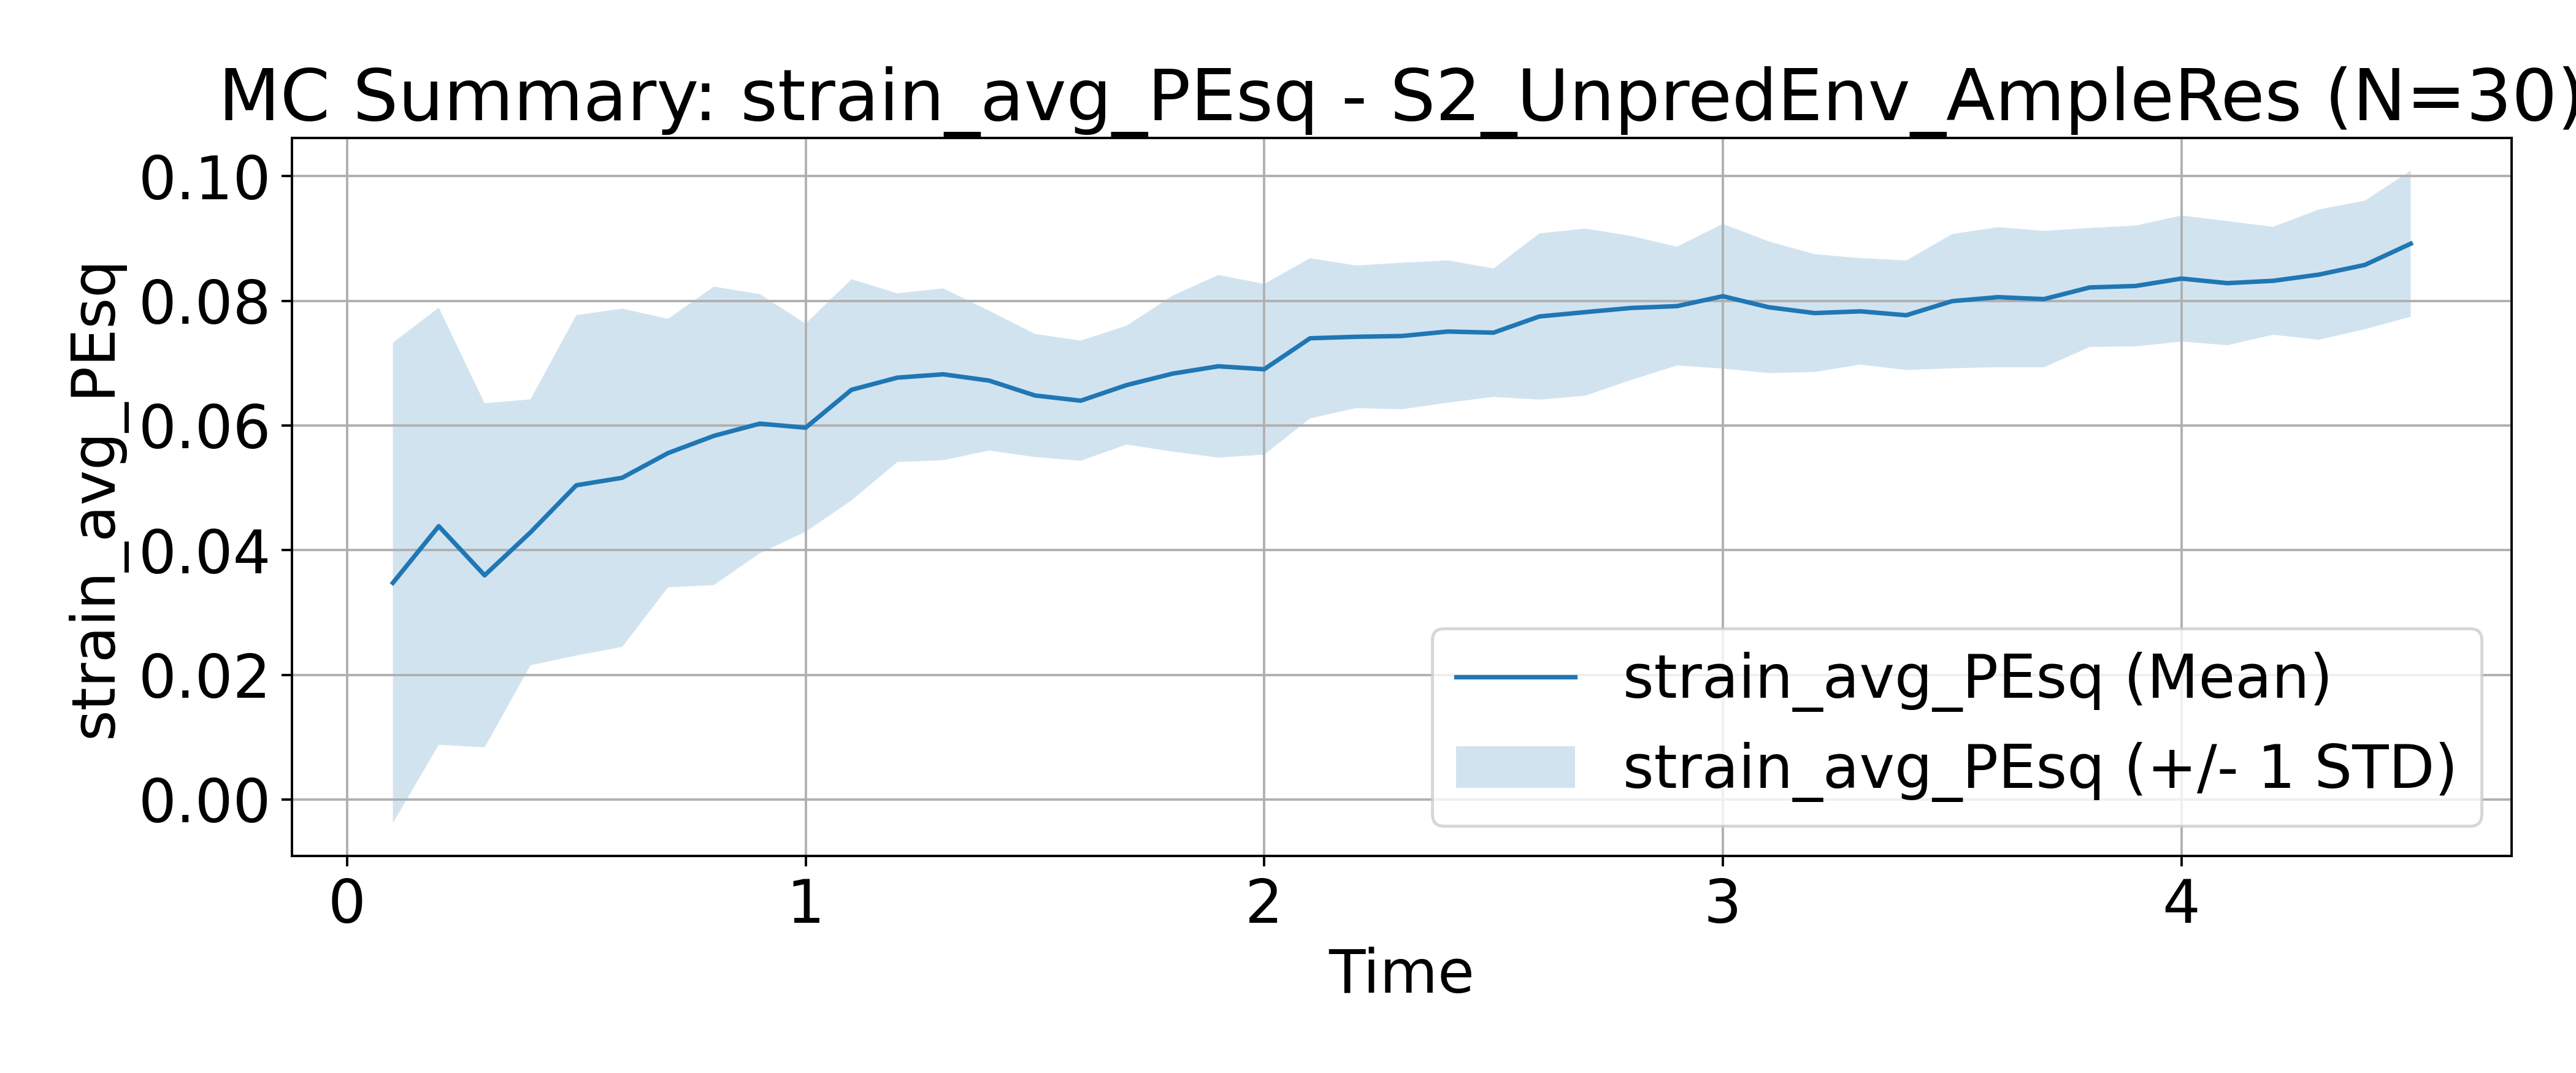 MC Summary: strain_avg_PEsq - S2_UnpredEnv_AmpleRes (N=30)
strain_avg_PEsq
0.10
0.08
0.06
0.04
0.02
0.00
strain_avg_PEsq (Mean)
strain_avg_PEsq (+/- 1 STD)
0 1 2 3 4
Time